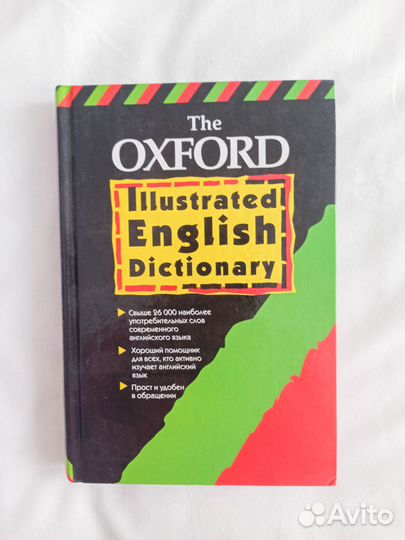 The
OXFORD
Illustrated
English
Dictionary
Свыше 26 000 наиболее
употребительных слов
современного
английского языка
Хороший помощник
для всех, кто активно
изучает английский
язык
Прост и удобен
в обращении
Avito